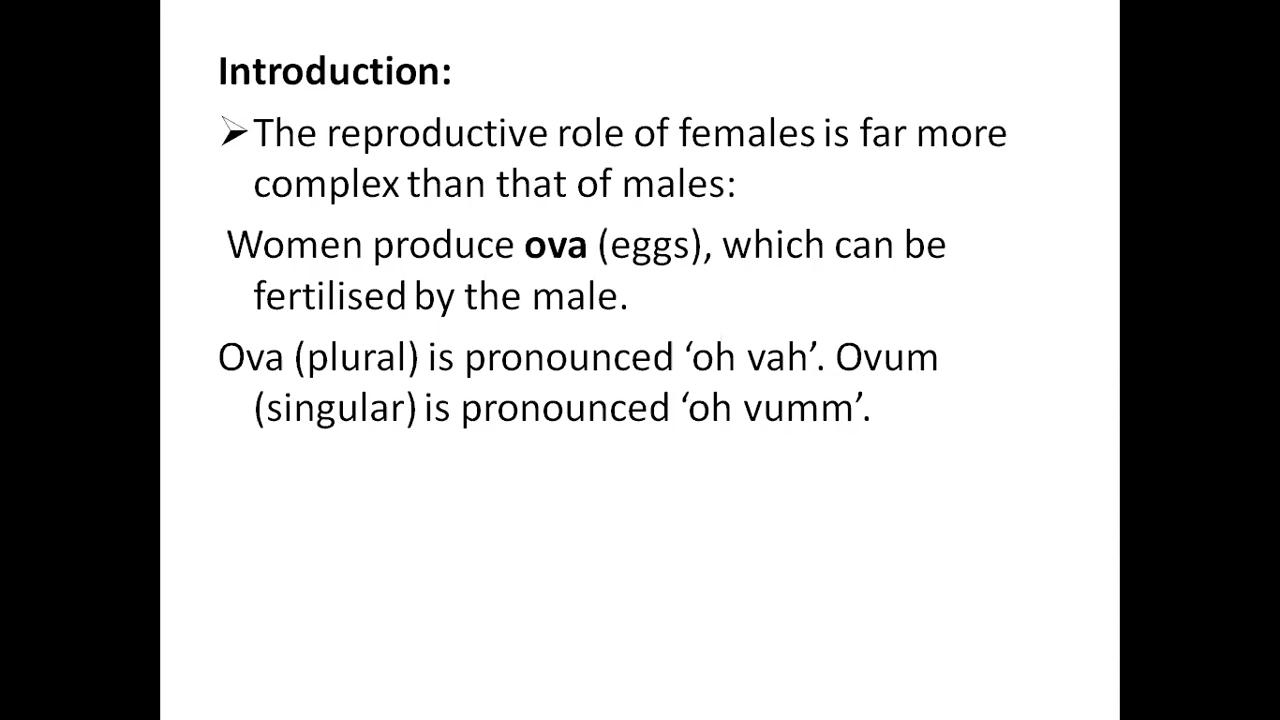 Introduction:
➢The reproductive role of females is far more
complex than that of males:
Women produce ova (eggs), which can be
fertilised by the male.
Ova (plural) is pronounced ‘oh vah’. Ovum
(singular) is pronounced ‘oh vumm’.